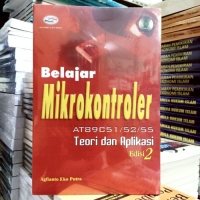 Belajar
Mikrokontroler
AT89C51/52/55
Teori dan Aplikasi
Edisi 2
Agfianto Eko Putra